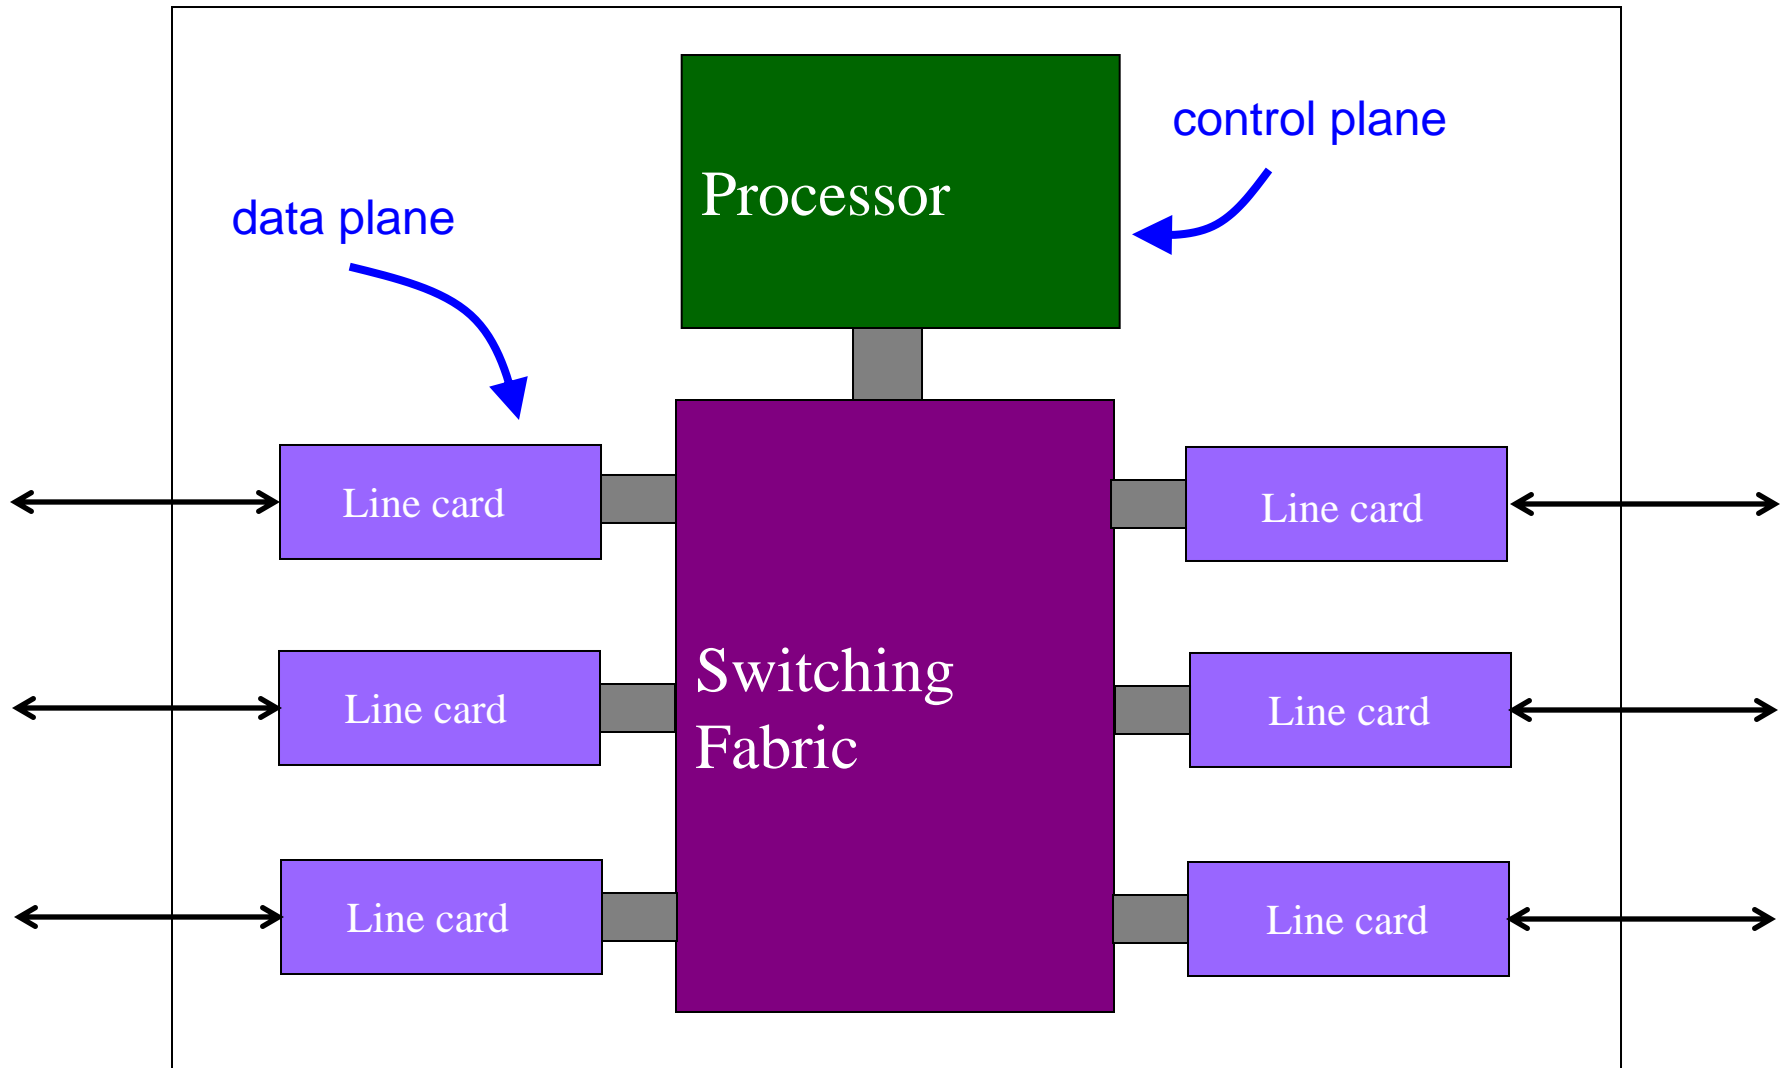 control plane
Processor
data plane
Line card
Line card
Switching
Fabric
Line card
Line card
Line card
Line card